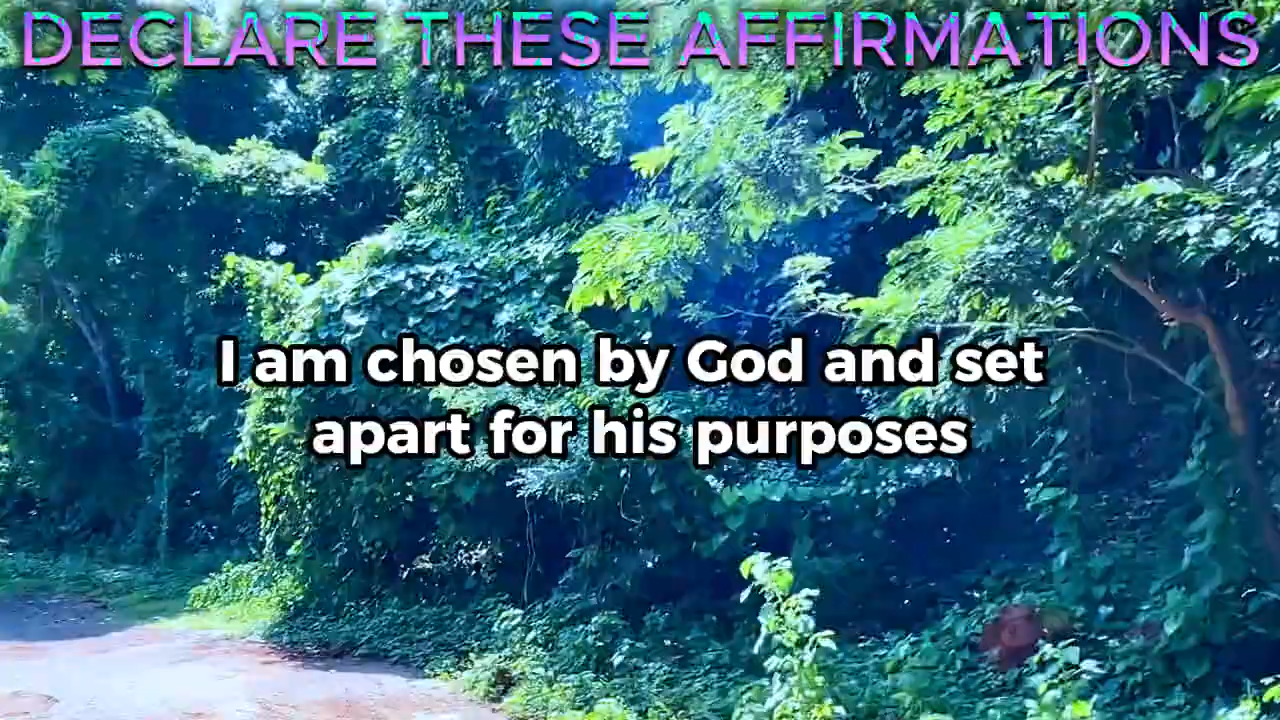 DECLARE THESE AFFIRMATIONS
I am chosen by God and set
apart for his purposes